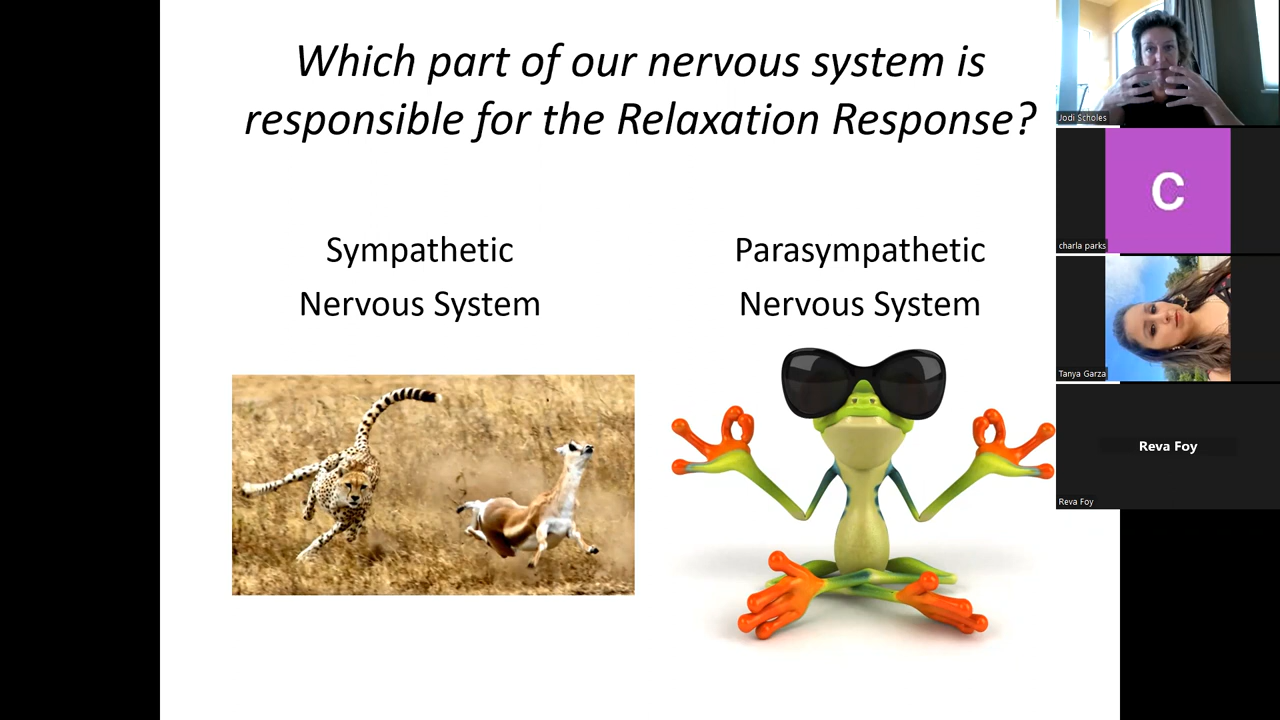 Which part of our nervous system is
responsible for the Relaxation Response?
Sympathetic
Nervous System
Parasympathetic
Nervous System
Jodi Scholes
C
charla parks
Tanya Garza
Reva Foy
Reva Foy